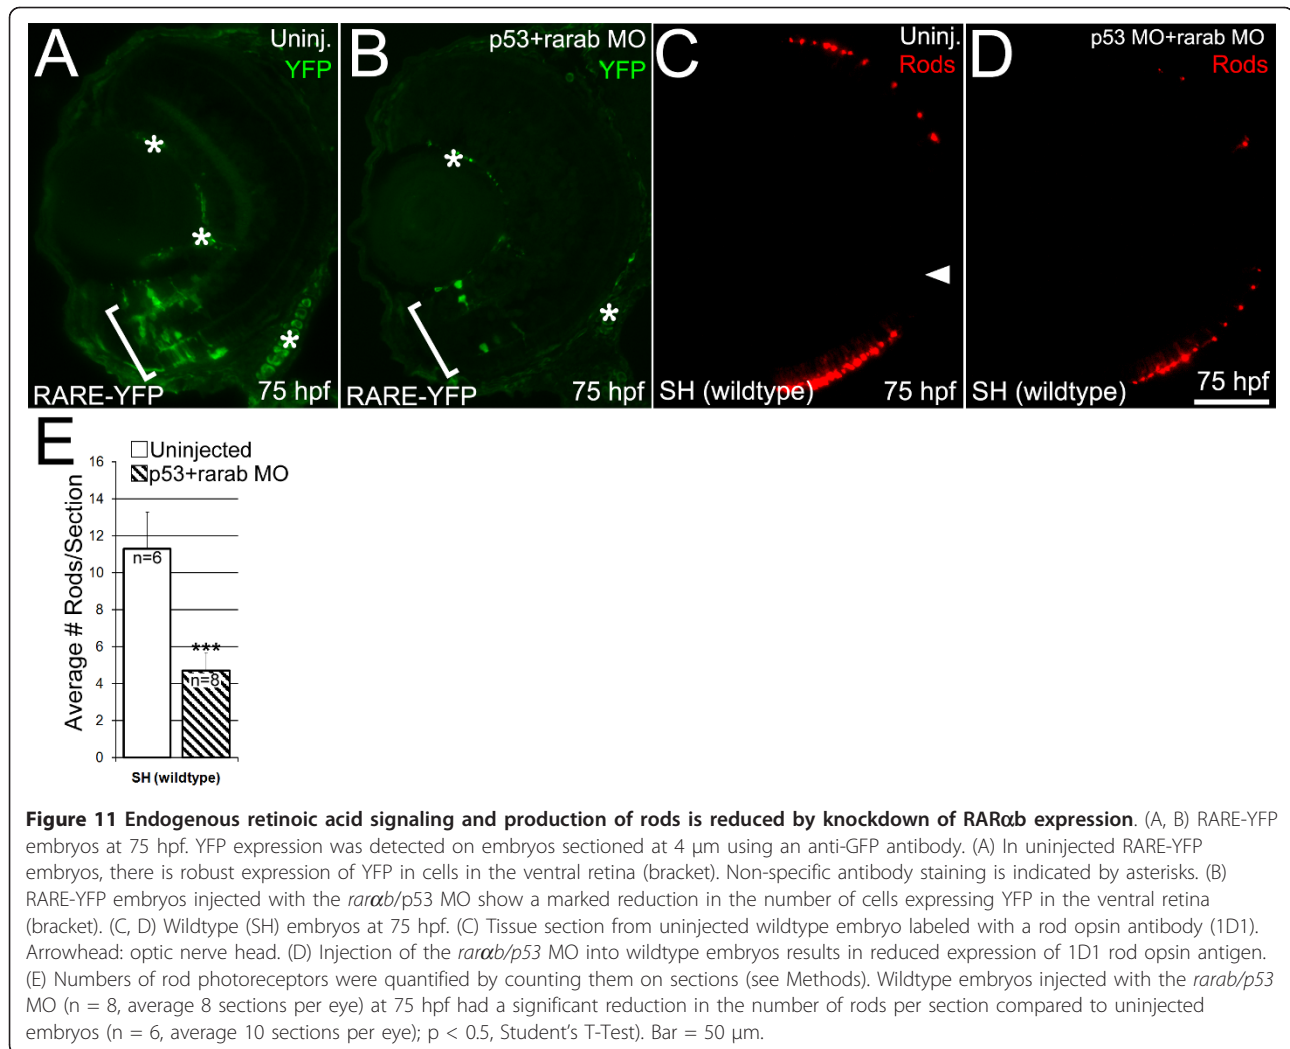 A
Uninj.
YFP
*
*
*
RARE-YFP
75 hpf
B
p53+rarab MO
YFP
*
*
RARE-YFP
75 hpf
C
Uninj.
Rods
SH (wildtype)
75 hpf
D
p53 MO+rarab MO
Rods
SH (wildtype)
75 hpf
E
Uninjected
p53+rarab MO
Average # Rods/Section
16
14
12
10
8
6
4
2
0
n=6
***
n=8
SH (wildtype)
Figure 11 Endogenous retinoic acid signaling and production of rods is reduced by knockdown of RARαb expression. (A, B) RARE-YFP
embryos at 75 hpf. YFP expression was detected on embryos sectioned at 4 μm using an anti-GFP antibody. (A) In uninjected RARE-YFP
embryos, there is robust expression of YFP in cells in the ventral retina (bracket). Non-specific antibody staining is indicated by asterisks. (B)
RARE-YFP embryos injected with the rarαb/p53 MO show a marked reduction in the number of cells expressing YFP in the ventral retina
(bracket). (C, D) Wildtype (SH) embryos at 75 hpf. (C) Tissue section from uninjected wildtype embryo labeled with a rod opsin antibody (1D1).
Arrowhead: optic nerve head. (D) Injection of the rarαb/p53 MO into wildtype embryos results in reduced expression of 1D1 rod opsin antigen.
(E) Numbers of rod photoreceptors were quantified by counting them on sections (see Methods). Wildtype embryos injected with the rarab/p53
MO (n = 8, average 8 sections per eye) at 75 hpf had a significant reduction in the number of rods per section compared to uninjected
embryos (n = 6, average 10 sections per eye); p < 0.5, Student's T-Test). Bar = 50 μm.